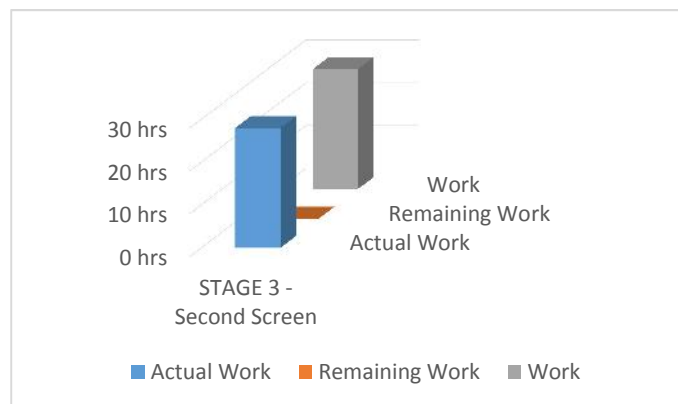 30 hrs
20 hrs
10 hrs
0 hrs
Work
Remaining Work
Actual Work
STAGE 3 -
Second Screen
Actual Work Remaining Work Work